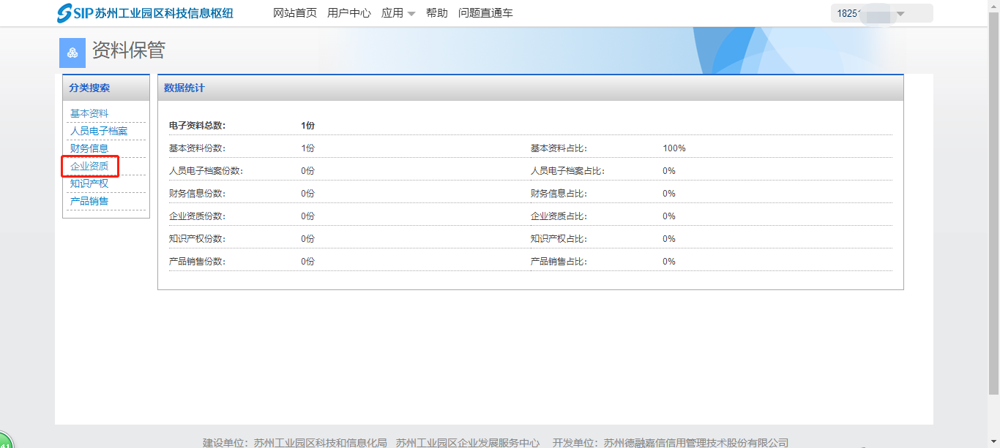 SIP苏州工业园区科技信息枢纽 网站首页 用户中心 应用 帮助 问题直通车 1825
资料保管
分类搜索
基本资料
人员电子档案
财务信息
企业资质
知识产权
产品销售
数据统计
电子资料总数： 1份
基本资料份数： 1份 基本资料占比： 100%
人员电子档案份数： 0份 人员电子档案占比： 0%
财务信息份数： 0份 财务信息占比： 0%
企业资质份数： 0份 企业资质占比： 0%
知识产权份数： 0份 知识产权占比： 0%
产品销售份数： 0份 产品销售占比： 0%
41
建设单位：苏州工业园区科技和信息化局 苏州工业园区企业发展服务中心 开发单位：苏州德融嘉信信用管理技术股份有限公司